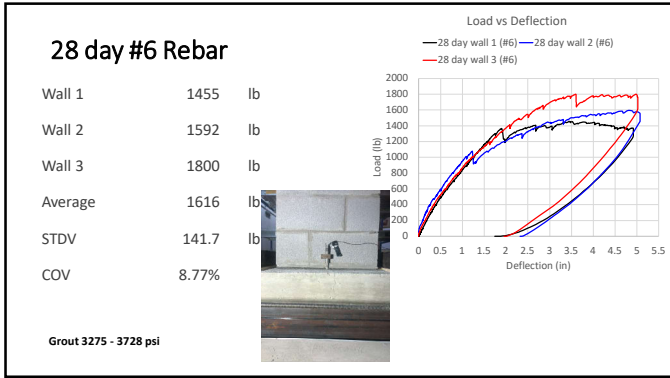 28 day #6 Rebar
Wall 1 1455 lb
Wall 2 1592 lb
Wall 3 1800 lb
Average 1616 lb
STDV 141.7 lb
COV 8.77%
Grout 3275 - 3728 psi
Load vs Deflection
28 day wall 1 (#6) 28 day wall 2 (#6)
28 day wall 3 (#6)
Load (lb)
2000
1800
1600
1400
1200
1000
800
600
400
200
0
0 0.5 1 1.5 2 2.5 3 3.5 4 4.5 5 5.5
Deflection (in)